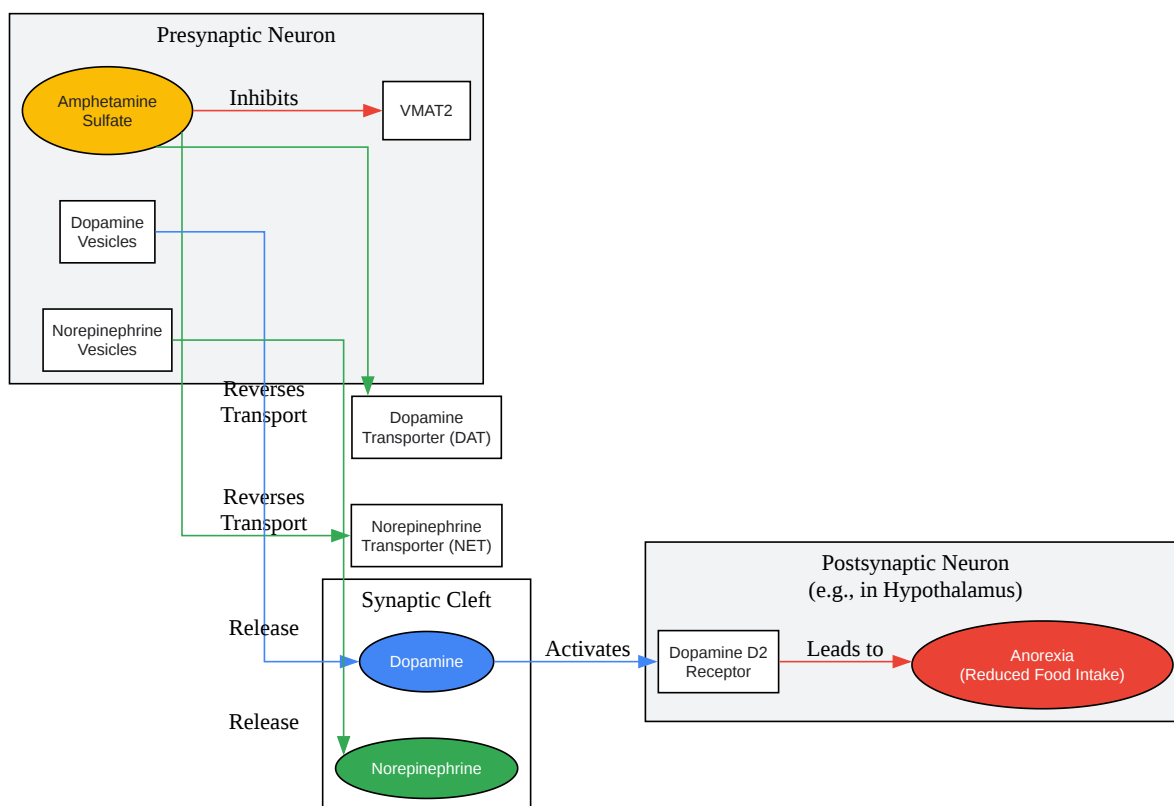 Presynaptic Neuron
Amphetamine
Sulfate
Inhibits
VMAT2
Dopamine
Vesicles
Norepinephrine
Vesicles
Reverses
Transport
Dopamine
Transporter (DAT)
Reverses
Transport
Norepinephrine
Transporter (NET)
Synaptic Cleft
Release
Dopamine
Activates
Release
Norepinephrine
Postsynaptic Neuron
(e.g., in Hypothalamus)
Dopamine D2
Receptor
Leads to
Anorexia
(Reduced Food Intake)